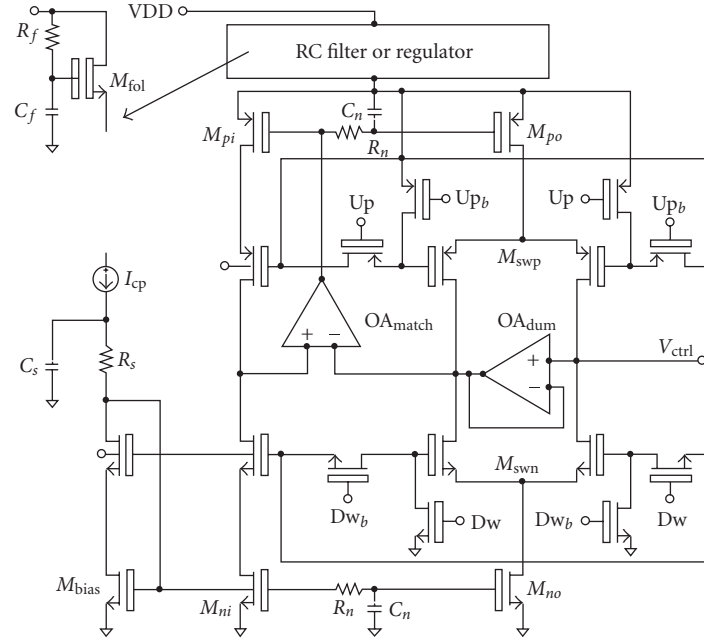 VDD
R_f
RC filter or regulator
M_fol
C_f
C_n
M_pi
M_po
R_n
Up
Up_b
Up
Up_b
M_swp
I_cp
OA_match
OA_dum
+ −
+
−
V_ctrl
C_s
R_s
M_swn
Dw_b
Dw
Dw_b
Dw
M_bias
M_ni
R_n
C_n
M_no